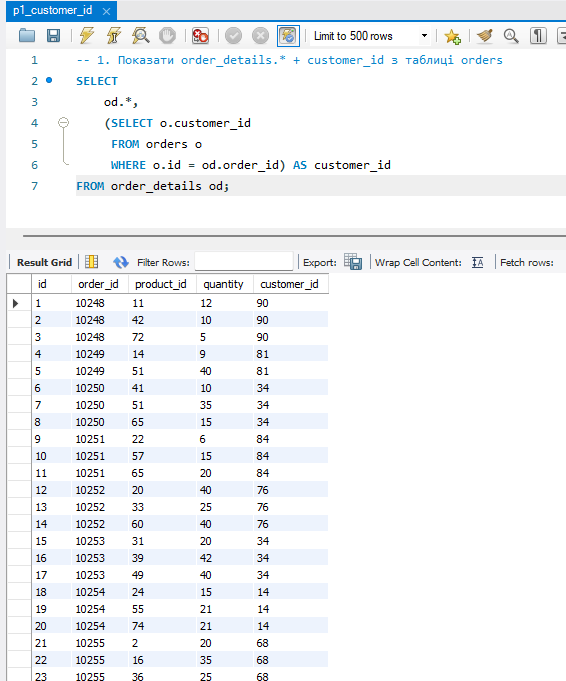 p1_customer_id
Limit to 500 rows
1 -- 1. Показати order_details.* + customer_id з таблиці orders
2 SELECT
3 od.*,
4 (SELECT o.customer_id
5 FROM orders o
6 WHERE o.id = od.order_id) AS customer_id
7 FROM order_details od;
Result Grid Filter Rows: Export: Wrap Cell Content: Fetch rows:
id order_id product_id quantity customer_id
1 10248 11 12 90
2 10248 42 10 90
3 10248 72 5 90
4 10249 14 9 81
5 10249 51 40 81
6 10250 41 10 34
7 10250 51 35 34
8 10250 65 15 34
9 10251 22 6 84
10 10251 57 15 84
11 10251 65 20 84
12 10252 20 40 76
13 10252 33 25 76
14 10252 60 40 76
15 10253 31 20 34
16 10253 39 42 34
17 10253 49 40 34
18 10254 24 15 14
19 10254 55 21 14
20 10254 74 21 14
21 10255 2 20 68
22 10255 16 35 68
23 10255 36 25 68